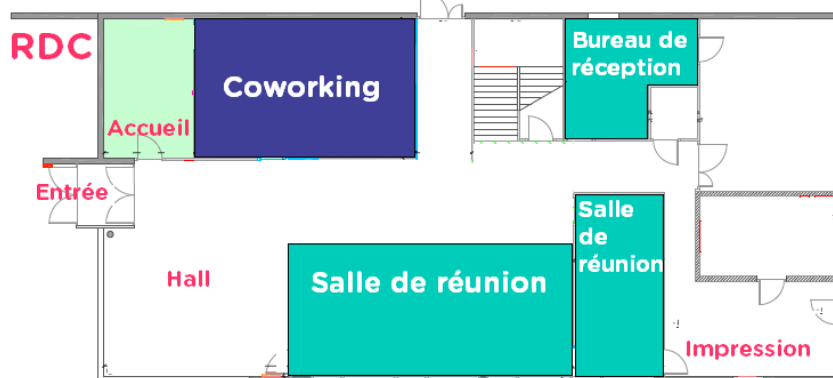 RDC
Bureau de
réception
Coworking
Accueil
Entrée
Salle
de
réunion
Hall
Salle de réunion
Impression